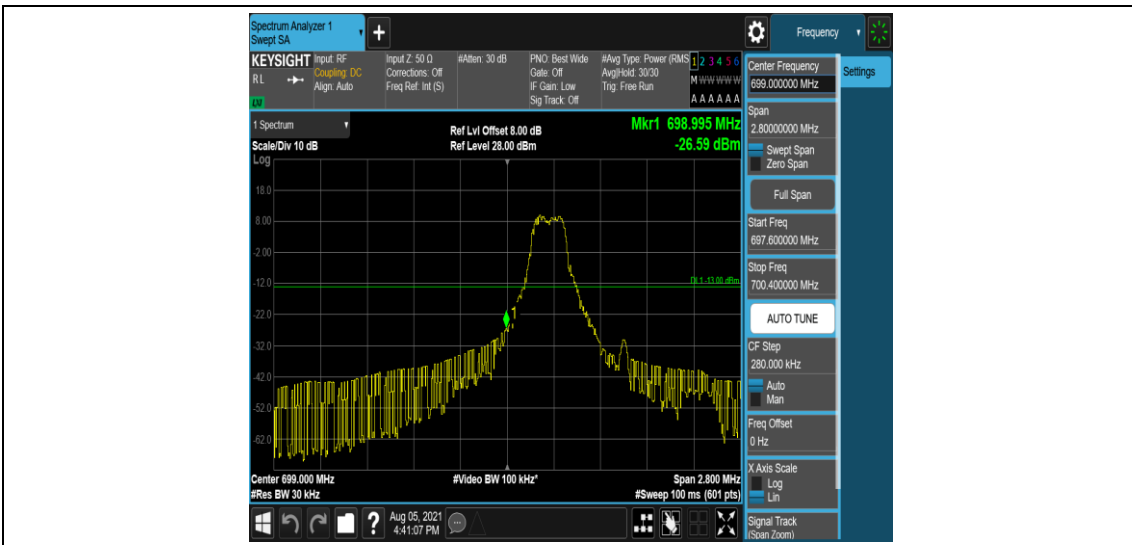 Spectrum Analyzer 1
Swept SA
+
Frequency
KEYSIGHT
RL
LNI
Input: RF
Coupling: DC
Align: Auto
Input Z: 50 Ω
Corrections: Off
Freq Ref: Int (S)
#Atten: 30 dB
PNO: Best Wide
Gate: Off
IF Gain: Low
Sig Track: Off
#Avg Type: Power (RMS
Avg|Hold: 30/30
Trig: Free Run
1 2 3 4 5 6
M W W W W W
A A A A A A
1 Spectrum
Scale/Div 10 dB
Ref Lvl Offset 8.00 dB
Ref Level 28.00 dBm
Mkr1 698.995 MHz
-26.59 dBm
Log
18.0
8.00
-2.00
-12.0
-22.0
-32.0
-42.0
-52.0
-62.0
DL1 -13.00 dBm
1
Center 699.000 MHz
#Res BW 30 kHz
#Video BW 100 kHz*
Span 2.800 MHz
#Sweep 100 ms (601 pts)
Center Frequency
699.000000 MHz
Span
2.80000000 MHz
Swept Span
Zero Span
Full Span
Start Freq
697.600000 MHz
Stop Freq
700.400000 MHz
AUTO TUNE
CF Step
280.000 kHz
Auto
Man
Freq Offset
0 Hz
X Axis Scale
Log
Lin
Signal Track
(Span Zoom)
Settings
?
Aug 05, 2021
4:41:07 PM